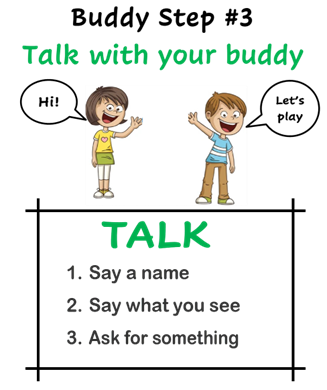 Buddy Step #3
Talk with your buddy
Hi!
Let's
play
TALK
1. Say a name
2. Say what you see
3. Ask for something